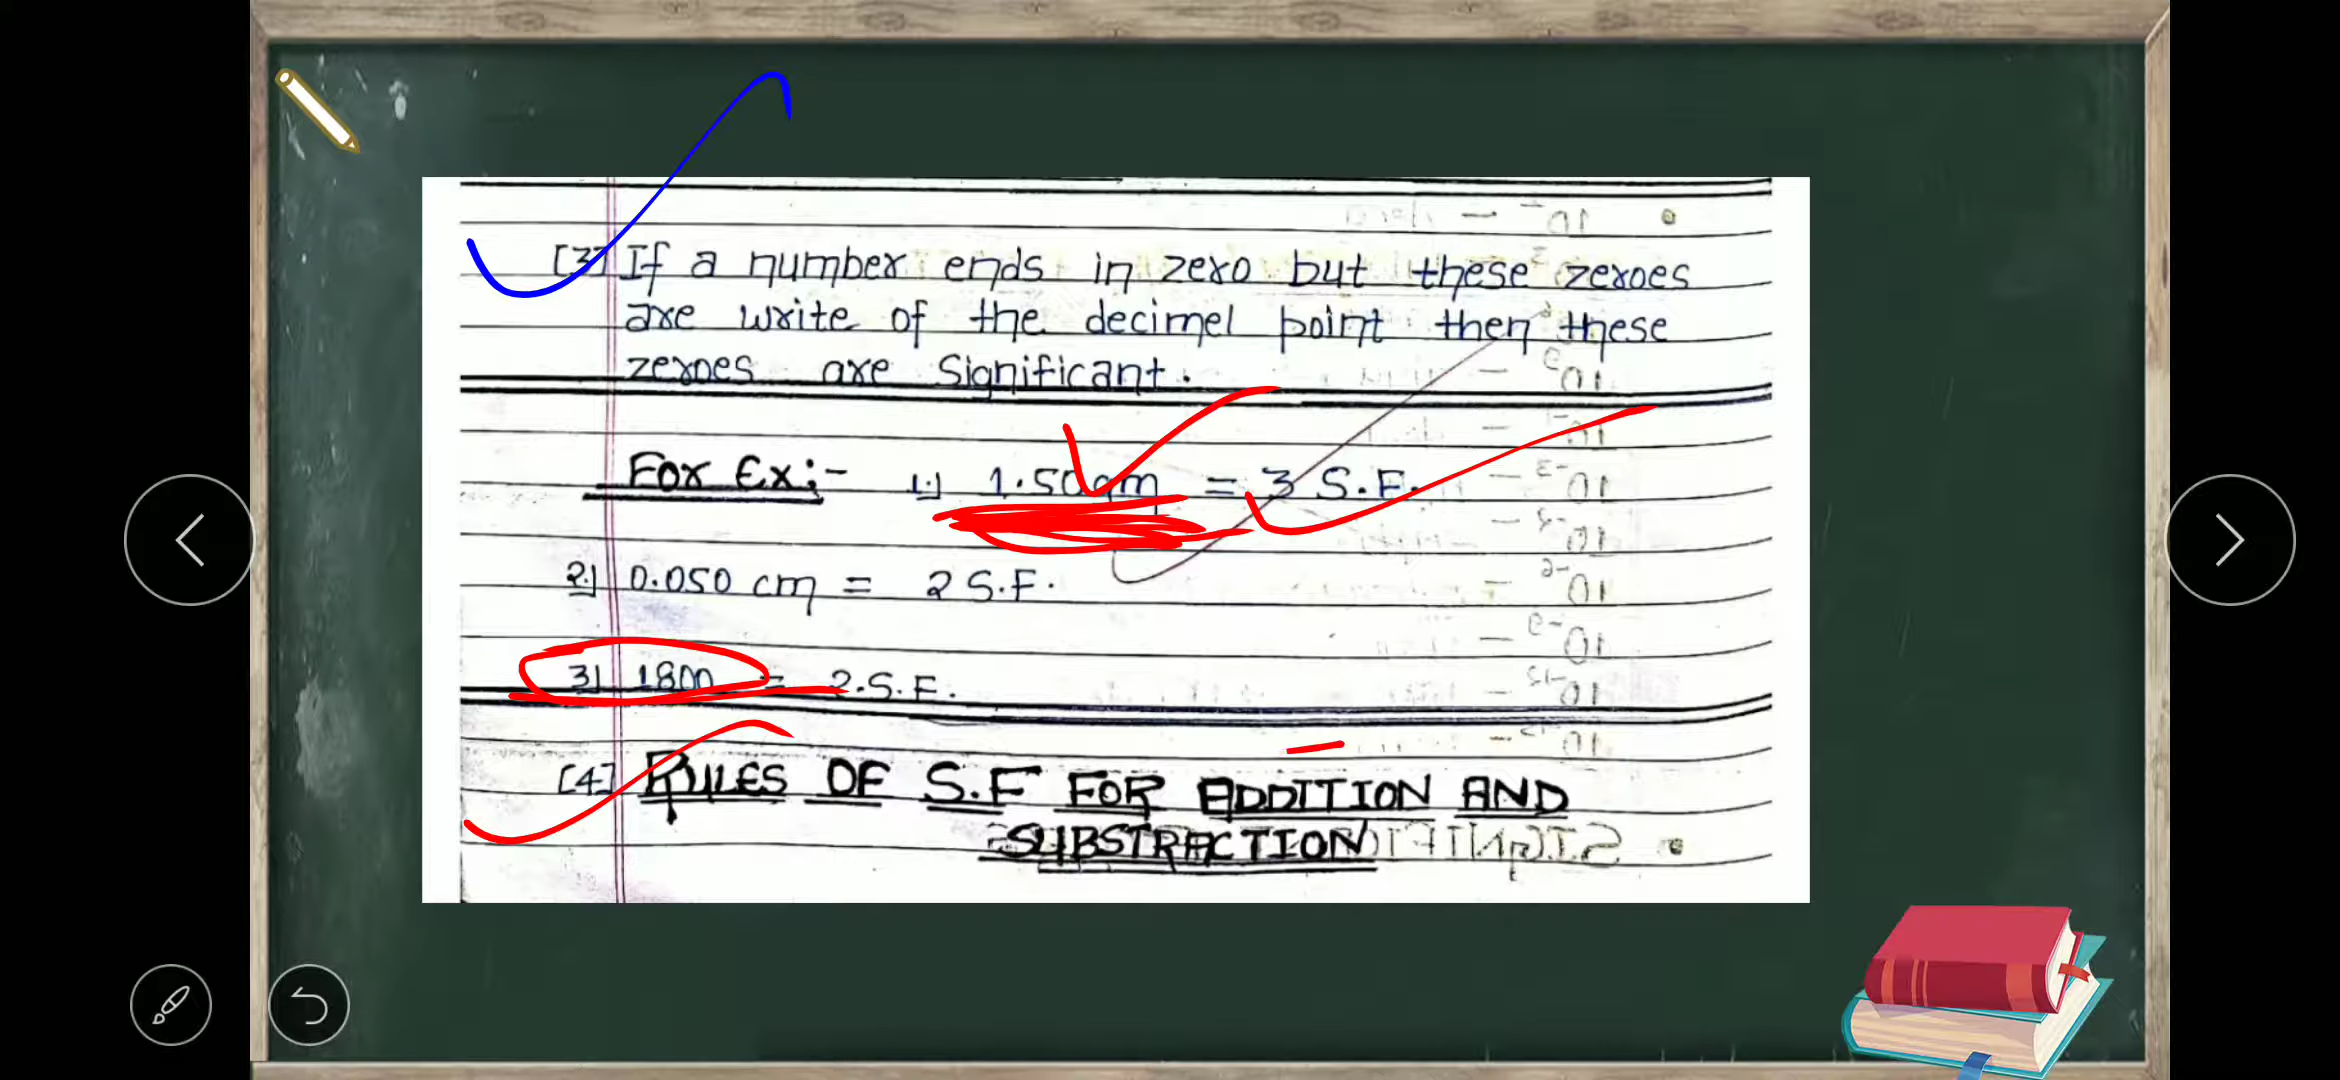 [3] If a number ends in zero but these zeroes
are write of the decimel point then these
zeroes are Significant.
For Ex:- 1.) 1.50gm = 3 S.F.
2.) 0.050 cm = 2 S.F.
3) 1800 = 2.S.F.
[4] RULES OF S.F FOR ADDITION AND
SUBSTRACTION